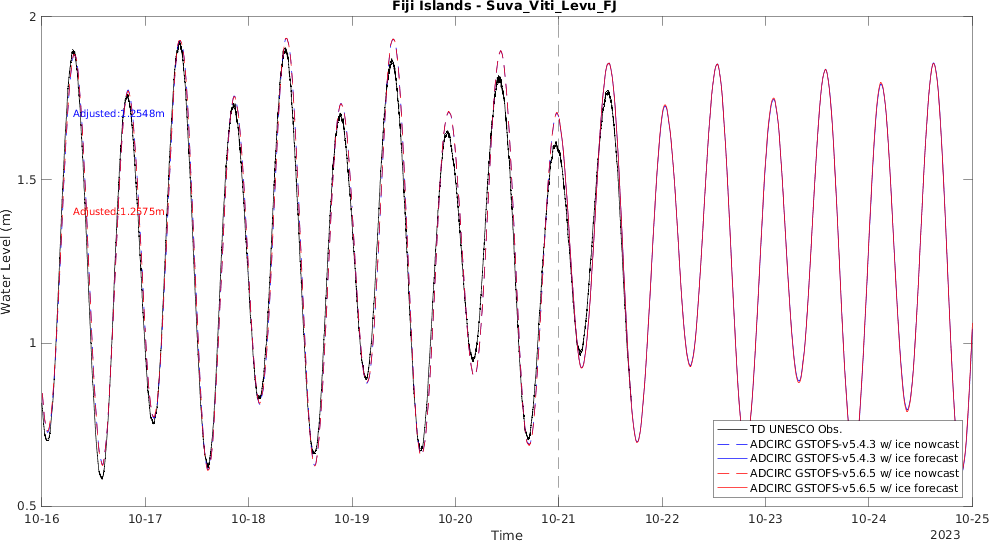 Fiji Islands - Suva_Viti_Levu_FJ
2
1.5
1
0.5
Water Level (m)
Adjusted:1.2548m
Adjusted:1.2575m
TD UNESCO Obs.
ADCIRC GSTOFS-v5.4.3 w/ ice nowcast
ADCIRC GSTOFS-v5.4.3 w/ ice forecast
ADCIRC GSTOFS-v5.6.5 w/ ice nowcast
ADCIRC GSTOFS-v5.6.5 w/ ice forecast
10-16 10-17 10-18 10-19 10-20 10-21 10-22 10-23 10-24 10-25
Time
2023